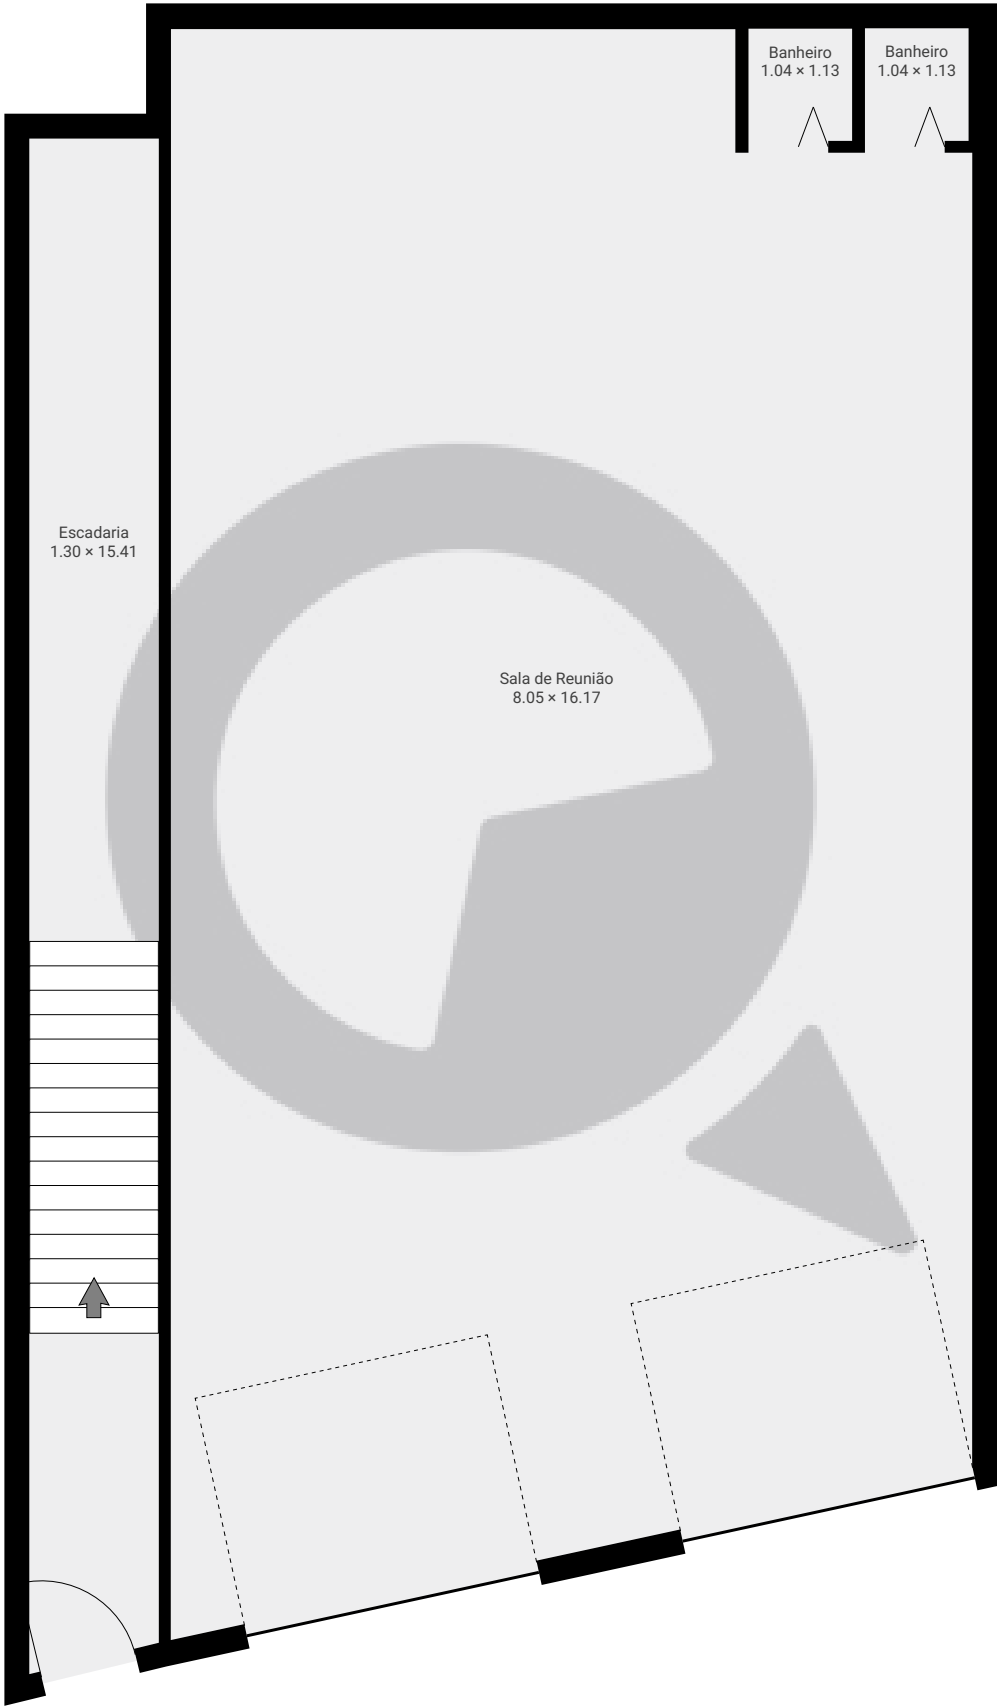 Banheiro
1.04 × 1.13
Banheiro
1.04 × 1.13
Escadaria
1.30 × 15.41
Sala de Reunião
8.05 × 16.17